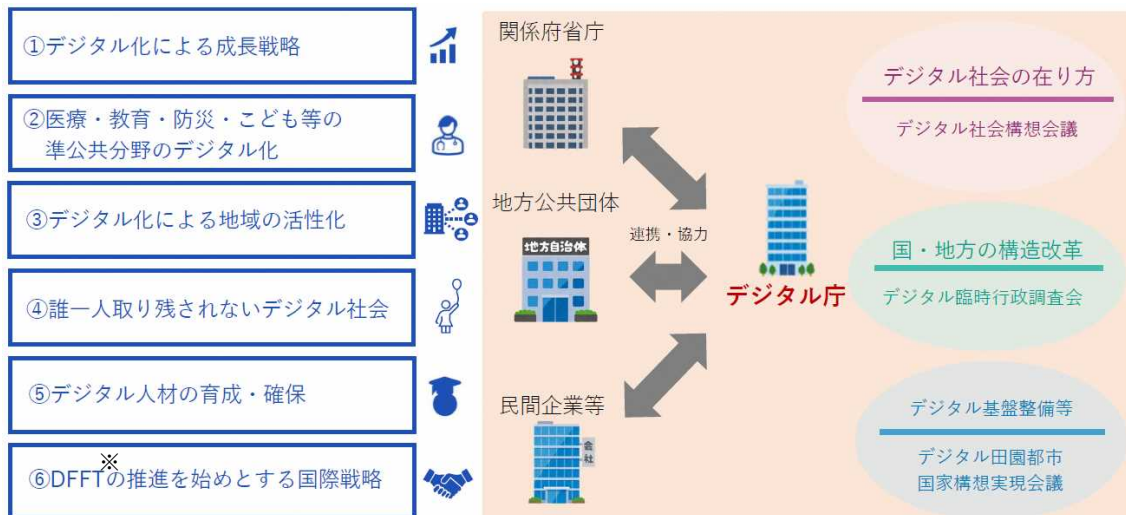 ①デジタル化による成長戦略
②医療・教育・防災・こども等の
準公共分野のデジタル化
③デジタル化による地域の活性化
④誰一人取り残されないデジタル社会
⑤デジタル人材の育成・確保
※
⑥DFFTの推進を始めとする国際戦略
関係府省庁
地方公共団体
地方自治体
連携・協力
民間企業等
会社
デジタル庁
デジタル社会の在り方
デジタル社会構想会議
国・地方の構造改革
デジタル臨時行政調査会
デジタル基盤整備等
デジタル田園都市
国家構想実現会議